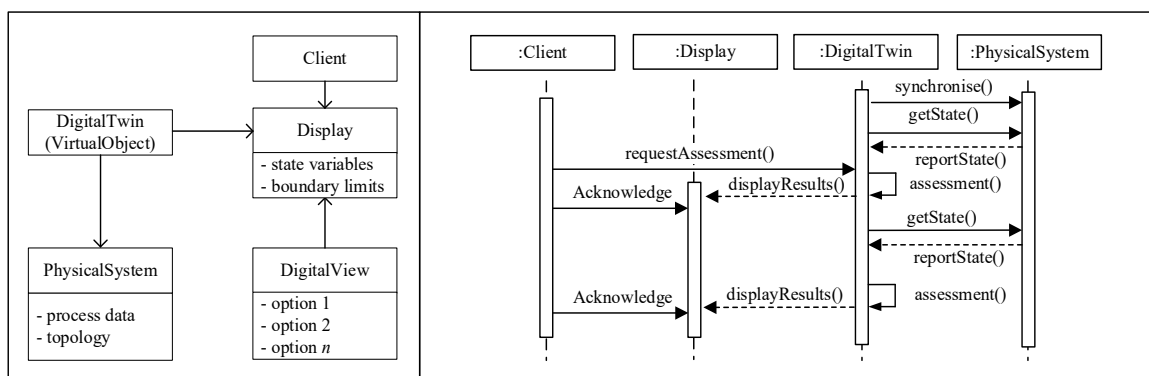 Client
DigitalTwin
(VirtualObject)
Display
- state variables
- boundary limits
PhysicalSystem
- process data
- topology
DigitalView
- option 1
- option 2
- option n
:Client
:Display
:DigitalTwin
:PhysicalSystem
synchronise()
getState()
reportState()
requestAssessment()
assessment()
displayResults()
Acknowledge
getState()
reportState()
assessment()
displayResults()
Acknowledge